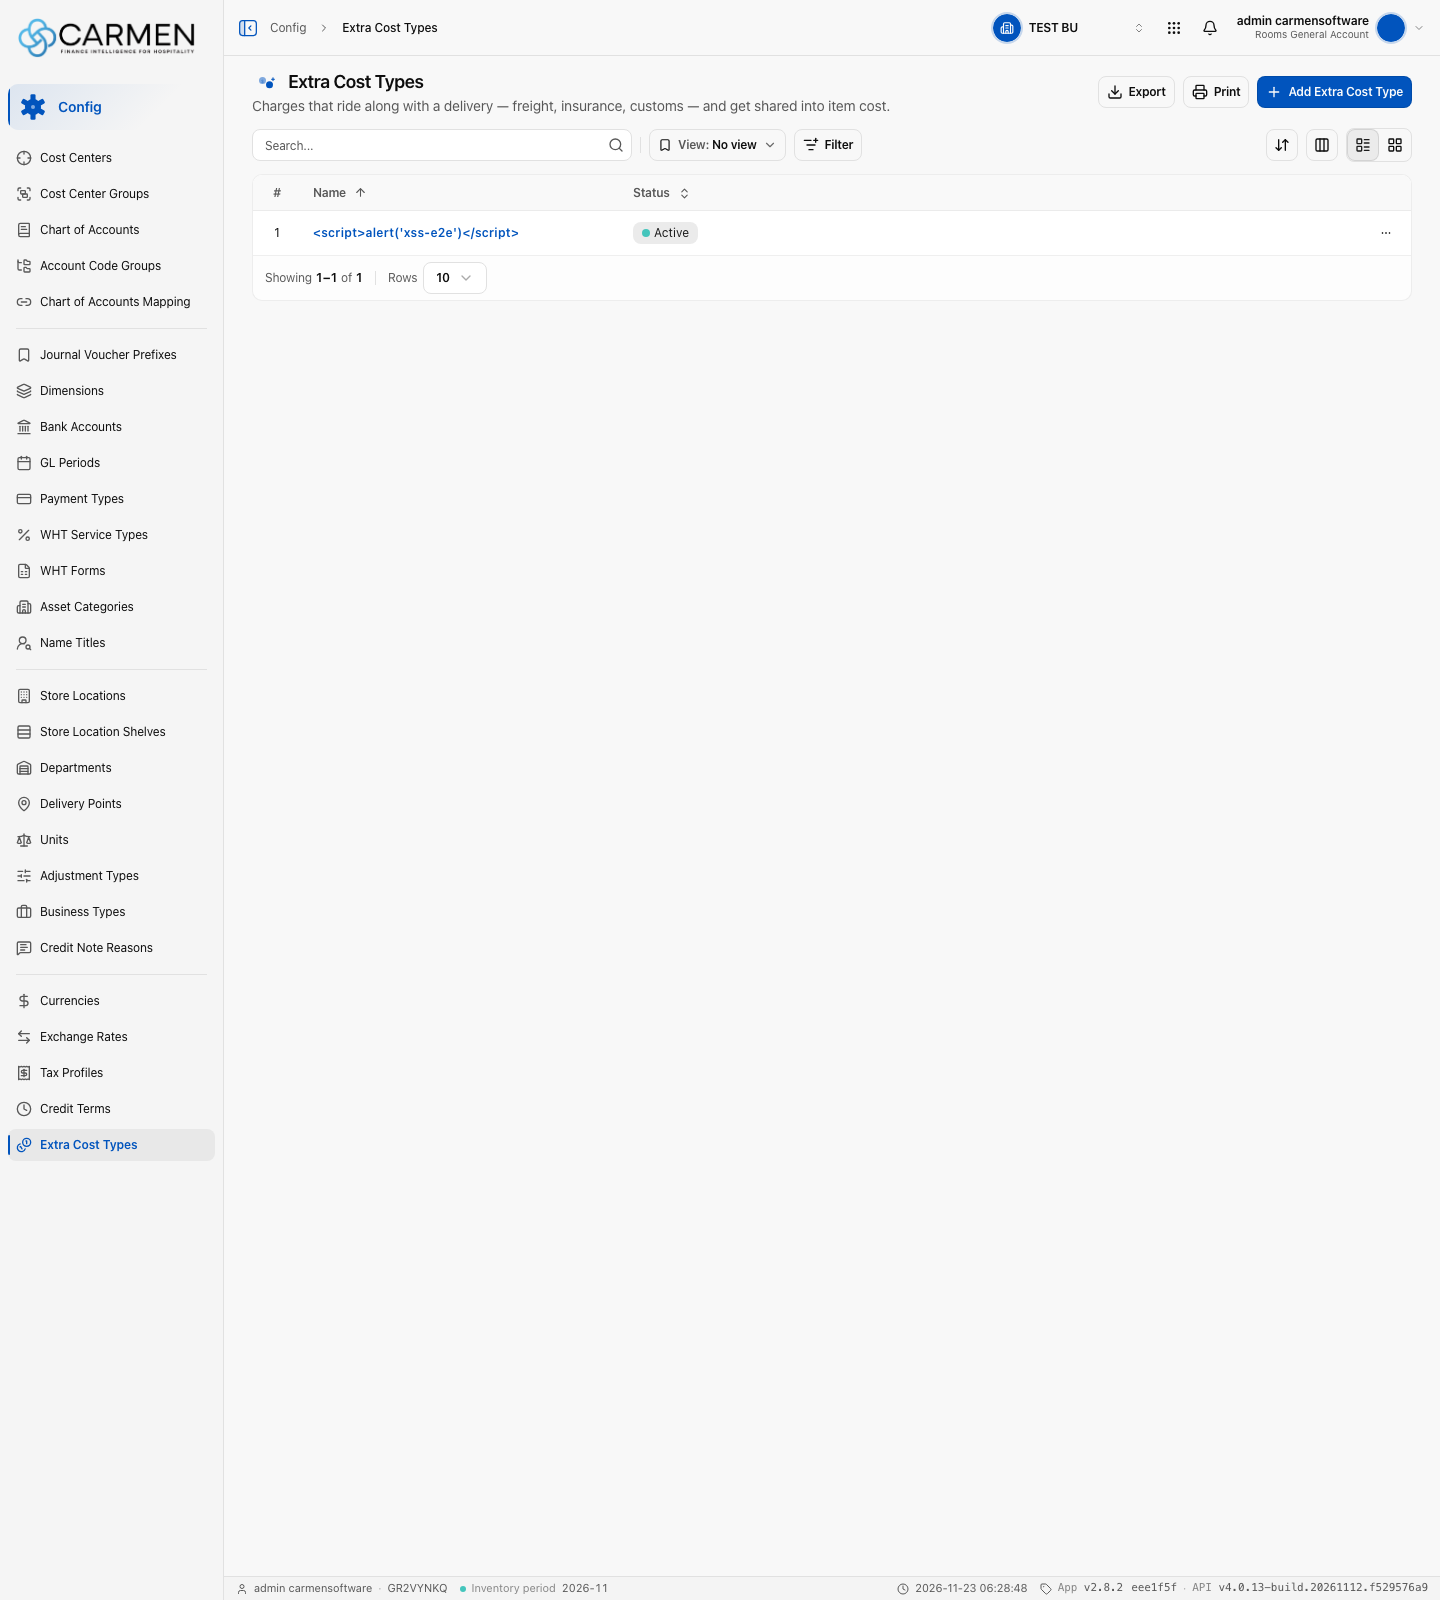 CARMEN
FINANCE INTELLIGENCE FOR HOSPITALITY
Config
Cost Centers
Cost Center Groups
Chart of Accounts
Account Code Groups
Chart of Accounts Mapping
Journal Voucher Prefixes
Dimensions
Bank Accounts
GL Periods
Payment Types
WHT Service Types
WHT Forms
Asset Categories
Name Titles
Store Locations
Store Location Shelves
Departments
Delivery Points
Units
Adjustment Types
Business Types
Credit Note Reasons
Currencies
Exchange Rates
Tax Profiles
Credit Terms
Extra Cost Types
Config > Extra Cost Types
TEST BU
admin carmensoftware
Rooms General Account
Extra Cost Types
Charges that ride along with a delivery — freight, insurance, customs — and get shared into item cost.
Export
Print
Add Extra Cost Type
Search...
View: No view
Filter
# Name Status
1 <script>alert('xss-e2e')</script> Active ...
Showing 1–1 of 1 Rows 10
admin carmensoftware · GR2VYNKQ Inventory period 2026-11
2026-11-23 06:28:48 App v2.8.2 eee1f5f · API v4.0.13-build.20261112.f529576a9